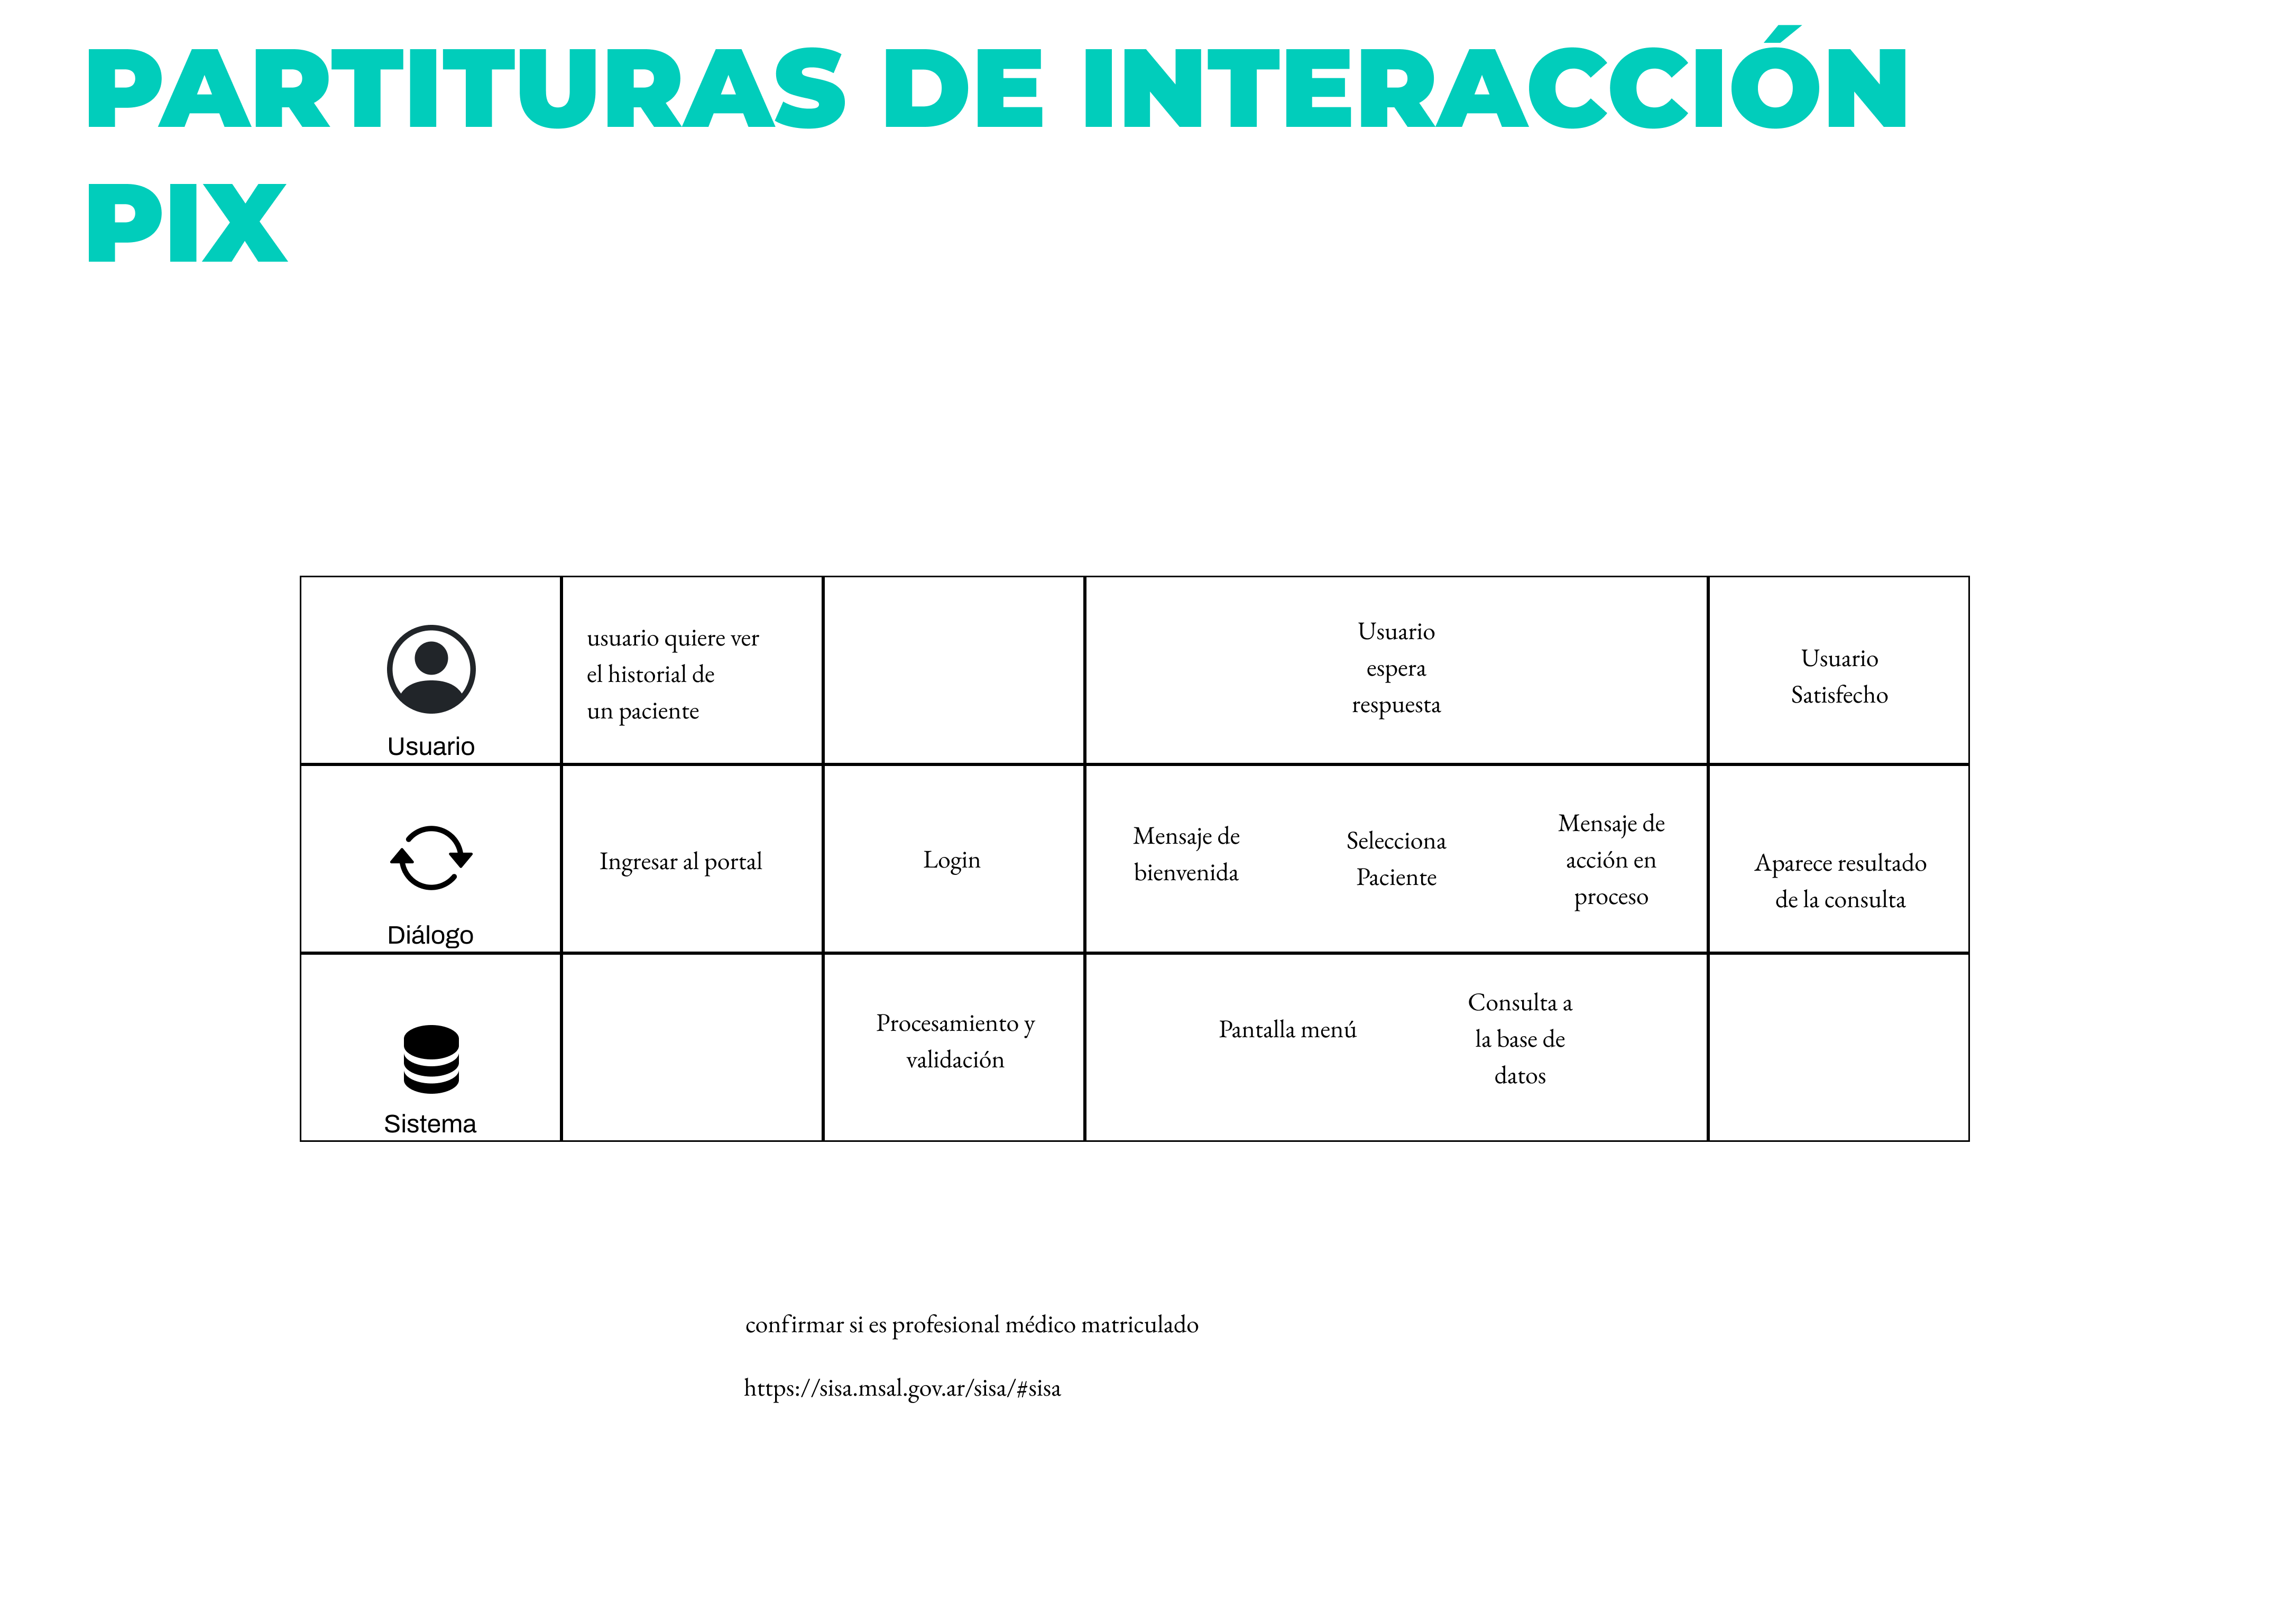 PARTITURAS DE INTERACCIÓN
PIX
usuario quiere ver
el historial de
un paciente
Usuario
espera
respuesta
Usuario
Satisfecho
Usuario
Ingresar al portal
Login
Mensaje de
bienvenida
Selecciona
Paciente
Mensaje de
acción en
proceso
Aparece resultado
de la consulta
Diálogo
Procesamiento y
validación
Pantalla menú
Consulta a
la base de
datos
Sistema
confirmar si es profesional médico matriculado
https://sisa.msal.gov.ar/sisa/#sisa